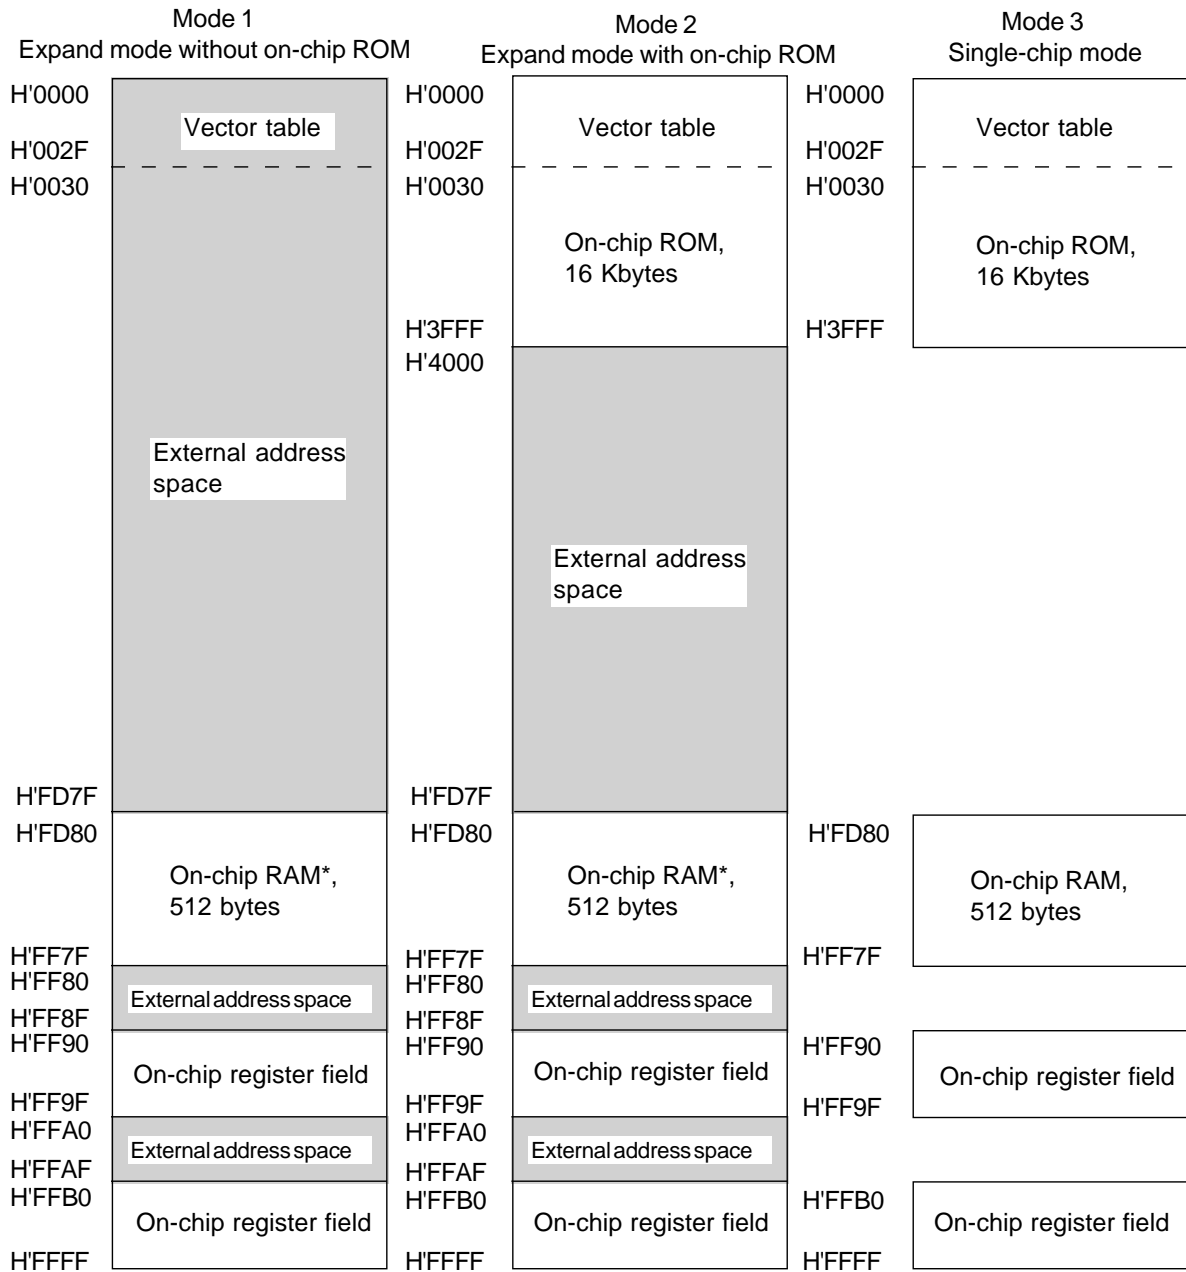 Mode 1
Expand mode without on-chip ROM
H'0000
Vector table
H'002F
H'0030
External address
space
H'FD7F
H'FD80
On-chip RAM*,
512 bytes
H'FF7F
H'FF80
External address space
H'FF8F
H'FF90
On-chip register field
H'FF9F
H'FFA0
External address space
H'FFAF
H'FFB0
On-chip register field
H'FFFF
Mode 2
Expand mode with on-chip ROM
H'0000
Vector table
H'002F
H'0030
On-chip ROM,
16 Kbytes
H'3FFF
H'4000
External address
space
H'FD7F
H'FD80
On-chip RAM*,
512 bytes
H'FF7F
H'FF80
External address space
H'FF8F
H'FF90
On-chip register field
H'FF9F
H'FFA0
External address space
H'FFAF
H'FFB0
On-chip register field
H'FFFF
Mode 3
Single-chip mode
H'0000
Vector table
H'002F
H'0030
On-chip ROM,
16 Kbytes
H'3FFF
H'FD80
On-chip RAM,
512 bytes
H'FF7F
H'FF90
On-chip register field
H'FF9F
H'FFB0
On-chip register field
H'FFFF